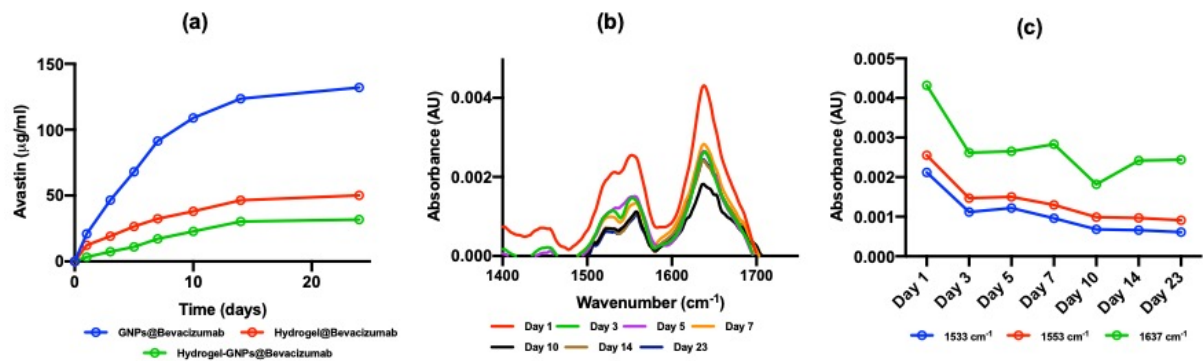 (a)
150
100
50
0
0
10
20
Avastin (μg/ml)
Time (days)
GNPs@Bevacizumab
Hydrogel@Bevacizumab
Hydrogel-GNPs@Bevacizumab
(b)
0.004
0.002
0.000
1400
1500
1600
1700
Absorbance (AU)
Wavenumber (cm⁻¹)
Day 1
Day 3
Day 5
Day 7
Day 10
Day 14
Day 23
(c)
0.005
0.004
0.003
0.002
0.001
0.000
Absorbance (AU)
Day 1
Day 3
Day 5
Day 7
Day 10
Day 14
Day 23
1533 cm⁻¹
1553 cm⁻¹
1637 cm⁻¹